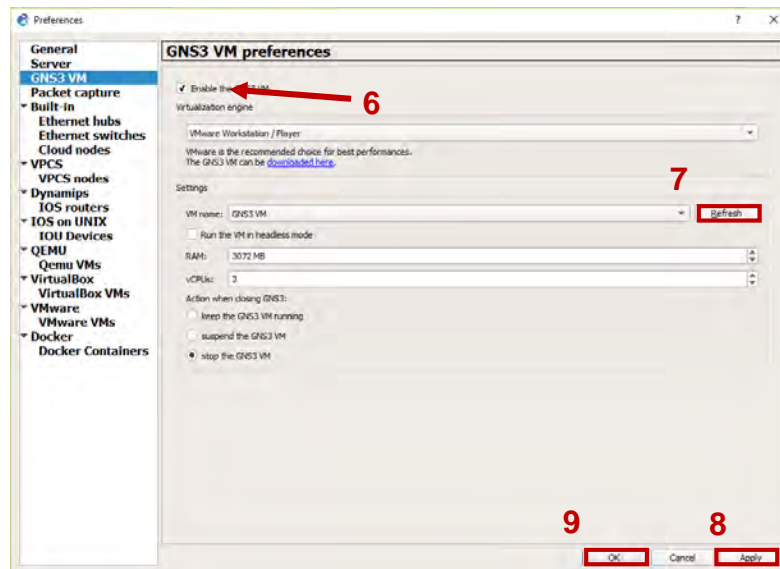 Preferences
? ×
General
Server
GNS3 VM
Packet capture
Built-in
Ethernet hubs
Ethernet switches
Cloud nodes
VPCS
VPCS nodes
Dynamips
IOS routers
IOS on UNIX
IOU Devices
QEMU
Qemu VMs
VirtualBox
VirtualBox VMs
VMware
VMware VMs
Docker
Docker Containers
GNS3 VM preferences
Enable the GNS3 VM
6
Virtualization engine
VMware Workstation / Player
VMware is the recommended choice for best performances.
The GNS3 VM can be downloaded here.
Settings
7
VM name: GNS3 VM
Refresh
Run the VM in headless mode
RAM: 3072 MB
vCPUs: 2
Action when closing GNS3:
keep the GNS3 VM running
suspend the GNS3 VM
stop the GNS3 VM
9
8
OK Cancel Apply